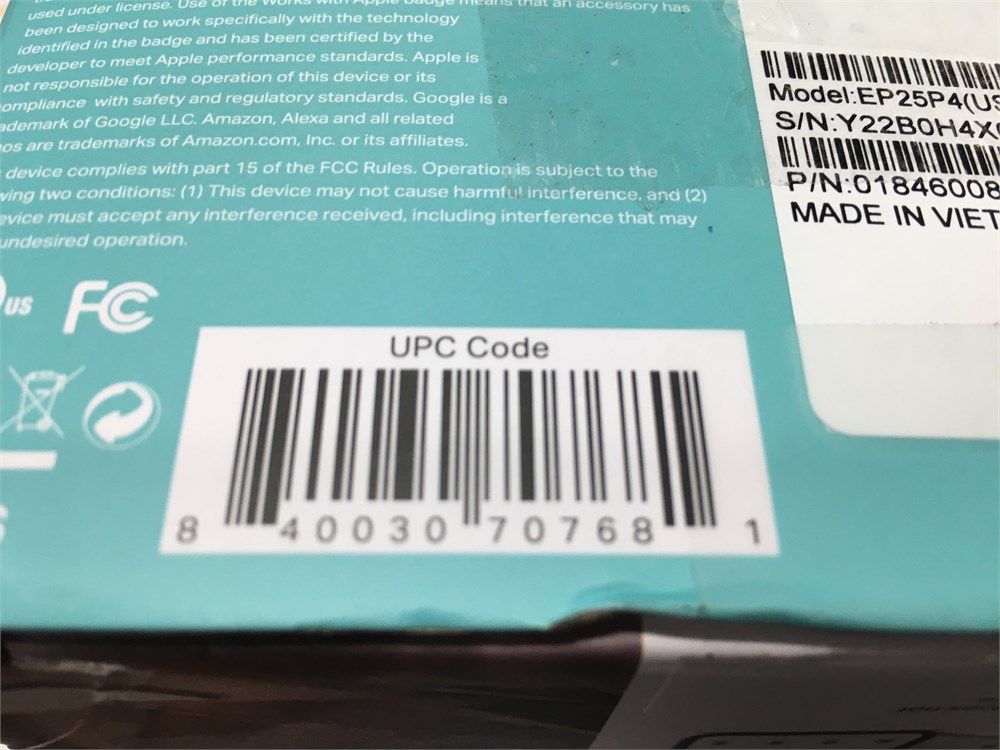 used under license. Use of the Works with Apple badge means that an accessory has
been designed to work specifically with the technology
identified in the badge and has been certified by the
developer to meet Apple performance standards. Apple is
not responsible for the operation of this device or its
ompliance with safety and regulatory standards. Google is a
ademark of Google LLC. Amazon, Alexa and all related
os are trademarks of Amazon.com, Inc. or its affiliates.
device complies with part 15 of the FCC Rules. Operation is subject to the
wing two conditions: (1) This device may not cause harmful interference, and (2)
evice must accept any interference received, including interference that may
undesired operation.
US
FC
Model:EP25P4(US
S/N:Y22B0H4X
P/N:01846008
MADE IN VIET
UPC Code
8 40030 70768 1
S